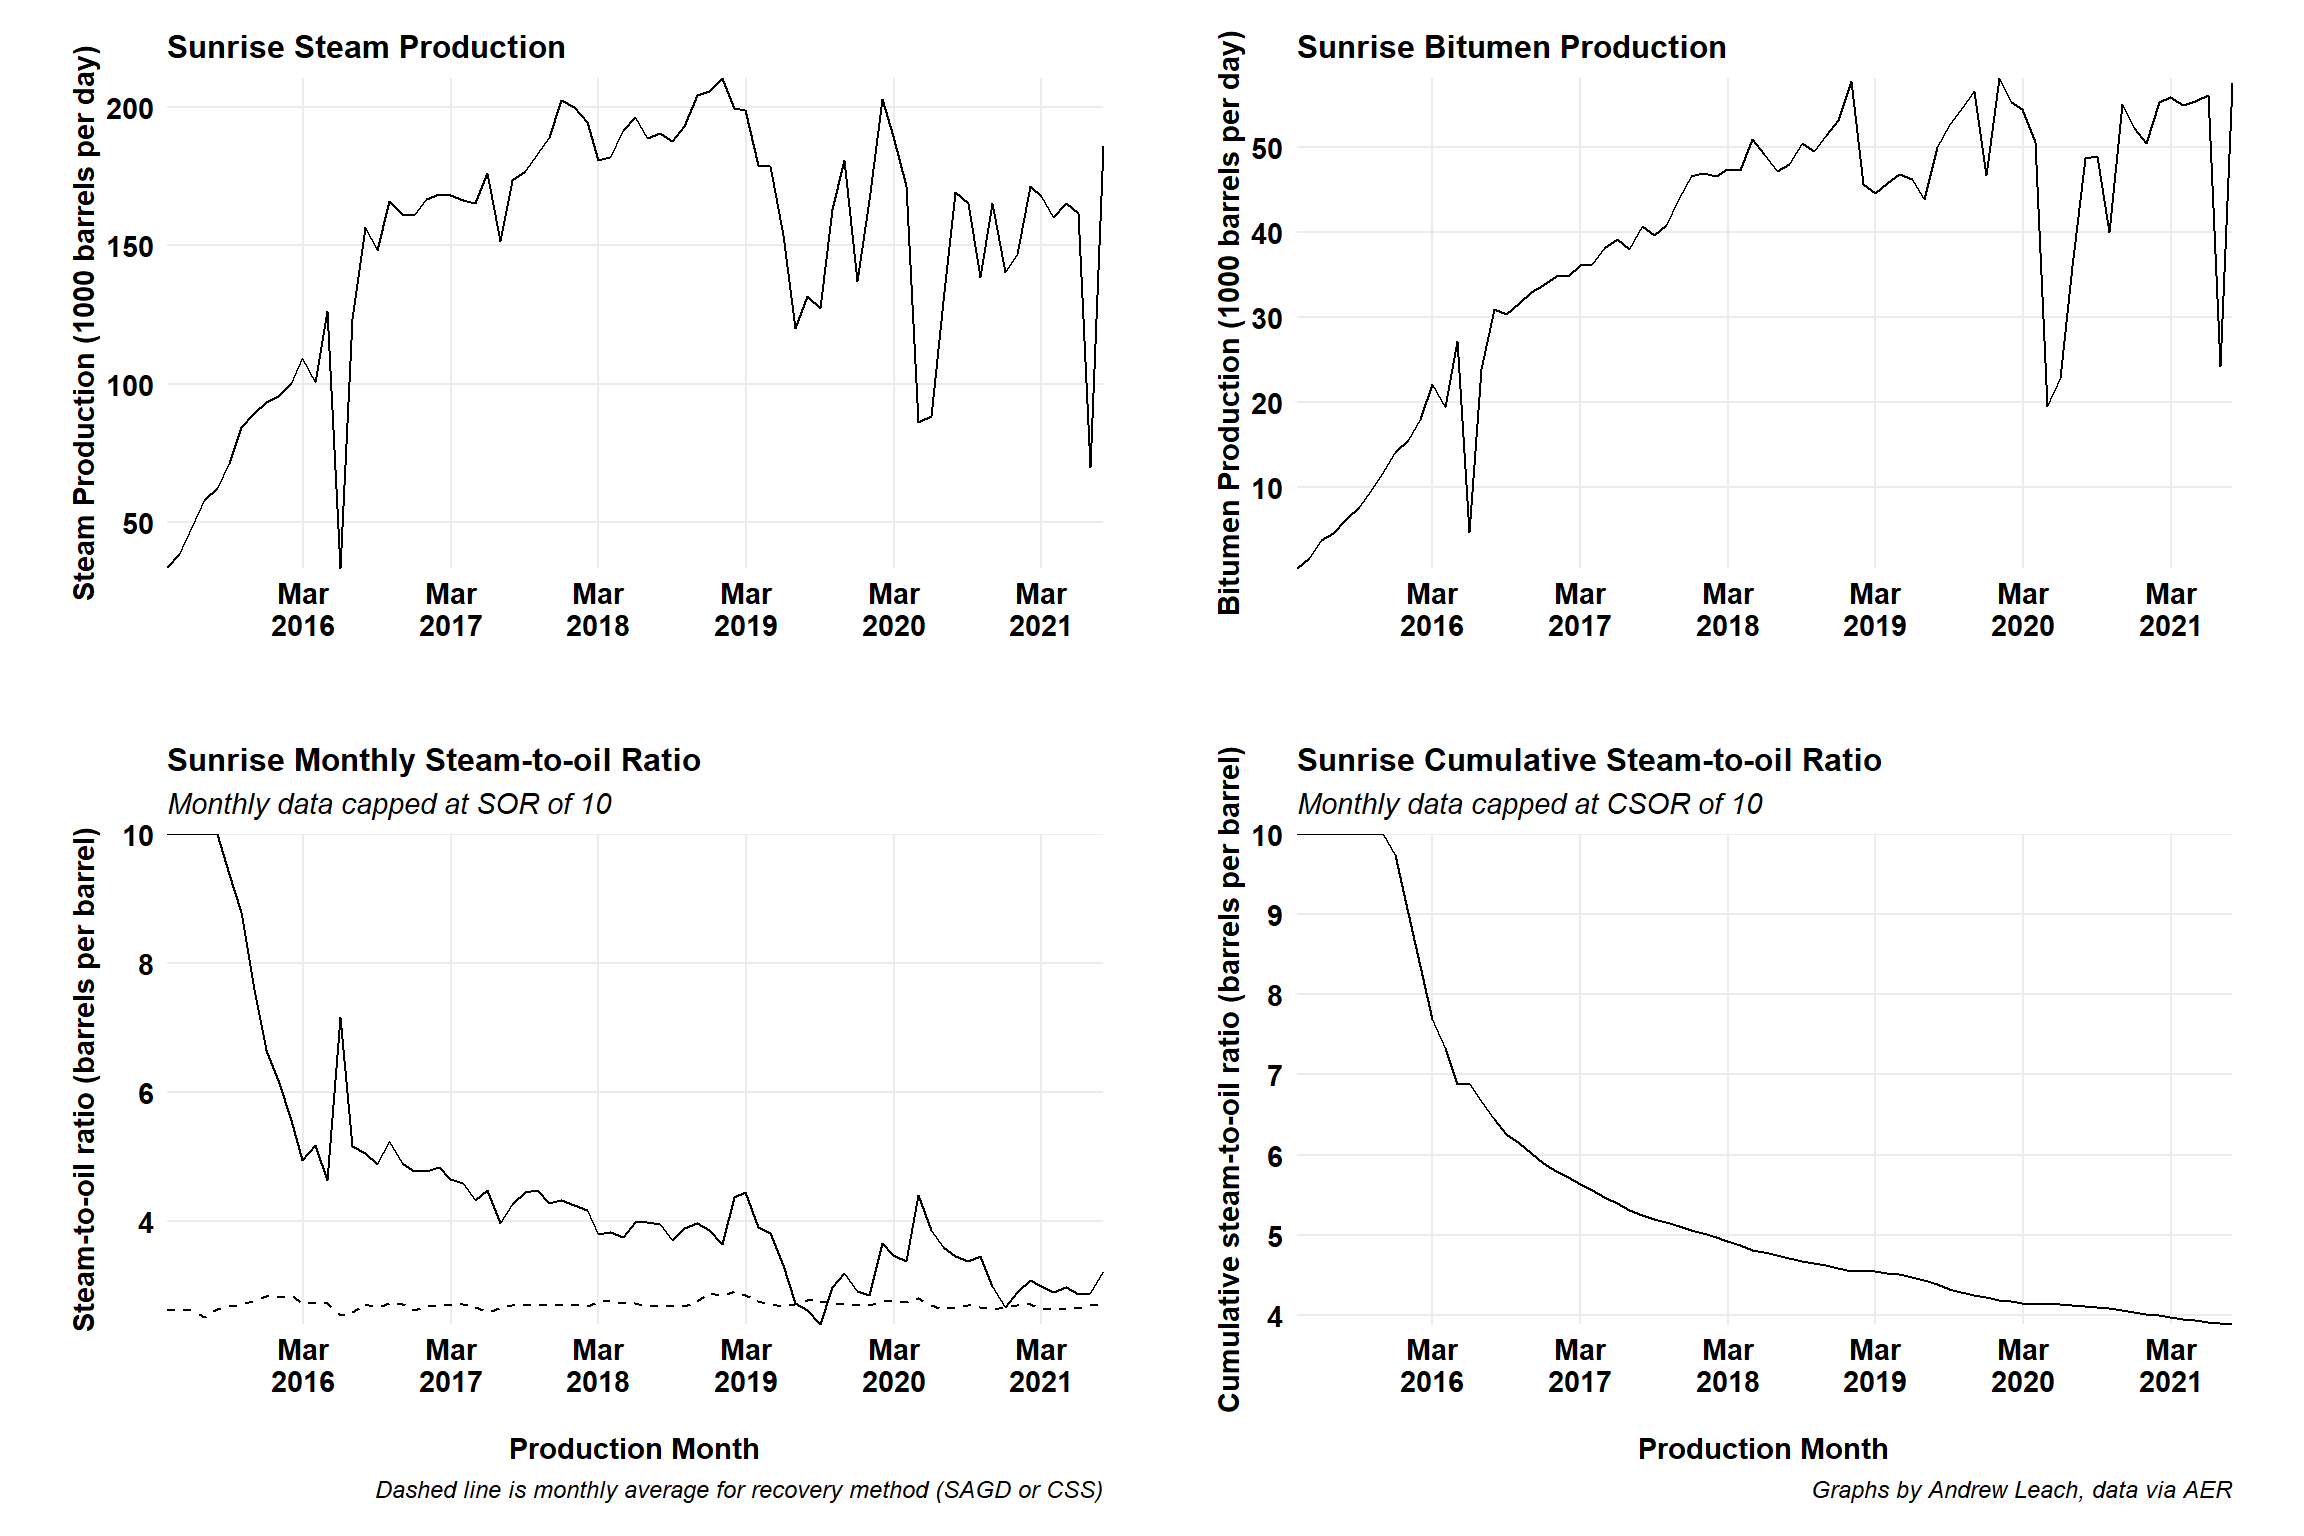 Sunrise Steam Production
Steam Production (1000 barrels per day)
200
150
100
50
Mar Mar Mar Mar Mar Mar
2016 2017 2018 2019 2020 2021
Sunrise Bitumen Production
Bitumen Production (1000 barrels per day)
50
40
30
20
10
Mar Mar Mar Mar Mar Mar
2016 2017 2018 2019 2020 2021
Sunrise Monthly Steam-to-oil Ratio
Monthly data capped at SOR of 10
Steam-to-oil ratio (barrels per barrel)
10
8
6
4
Mar Mar Mar Mar Mar Mar
2016 2017 2018 2019 2020 2021
Production Month
Dashed line is monthly average for recovery method (SAGD or CSS)
Sunrise Cumulative Steam-to-oil Ratio
Monthly data capped at CSOR of 10
Cumulative steam-to-oil ratio (barrels per barrel)
10
9
8
7
6
5
4
Mar Mar Mar Mar Mar Mar
2016 2017 2018 2019 2020 2021
Production Month
Graphs by Andrew Leach, data via AER